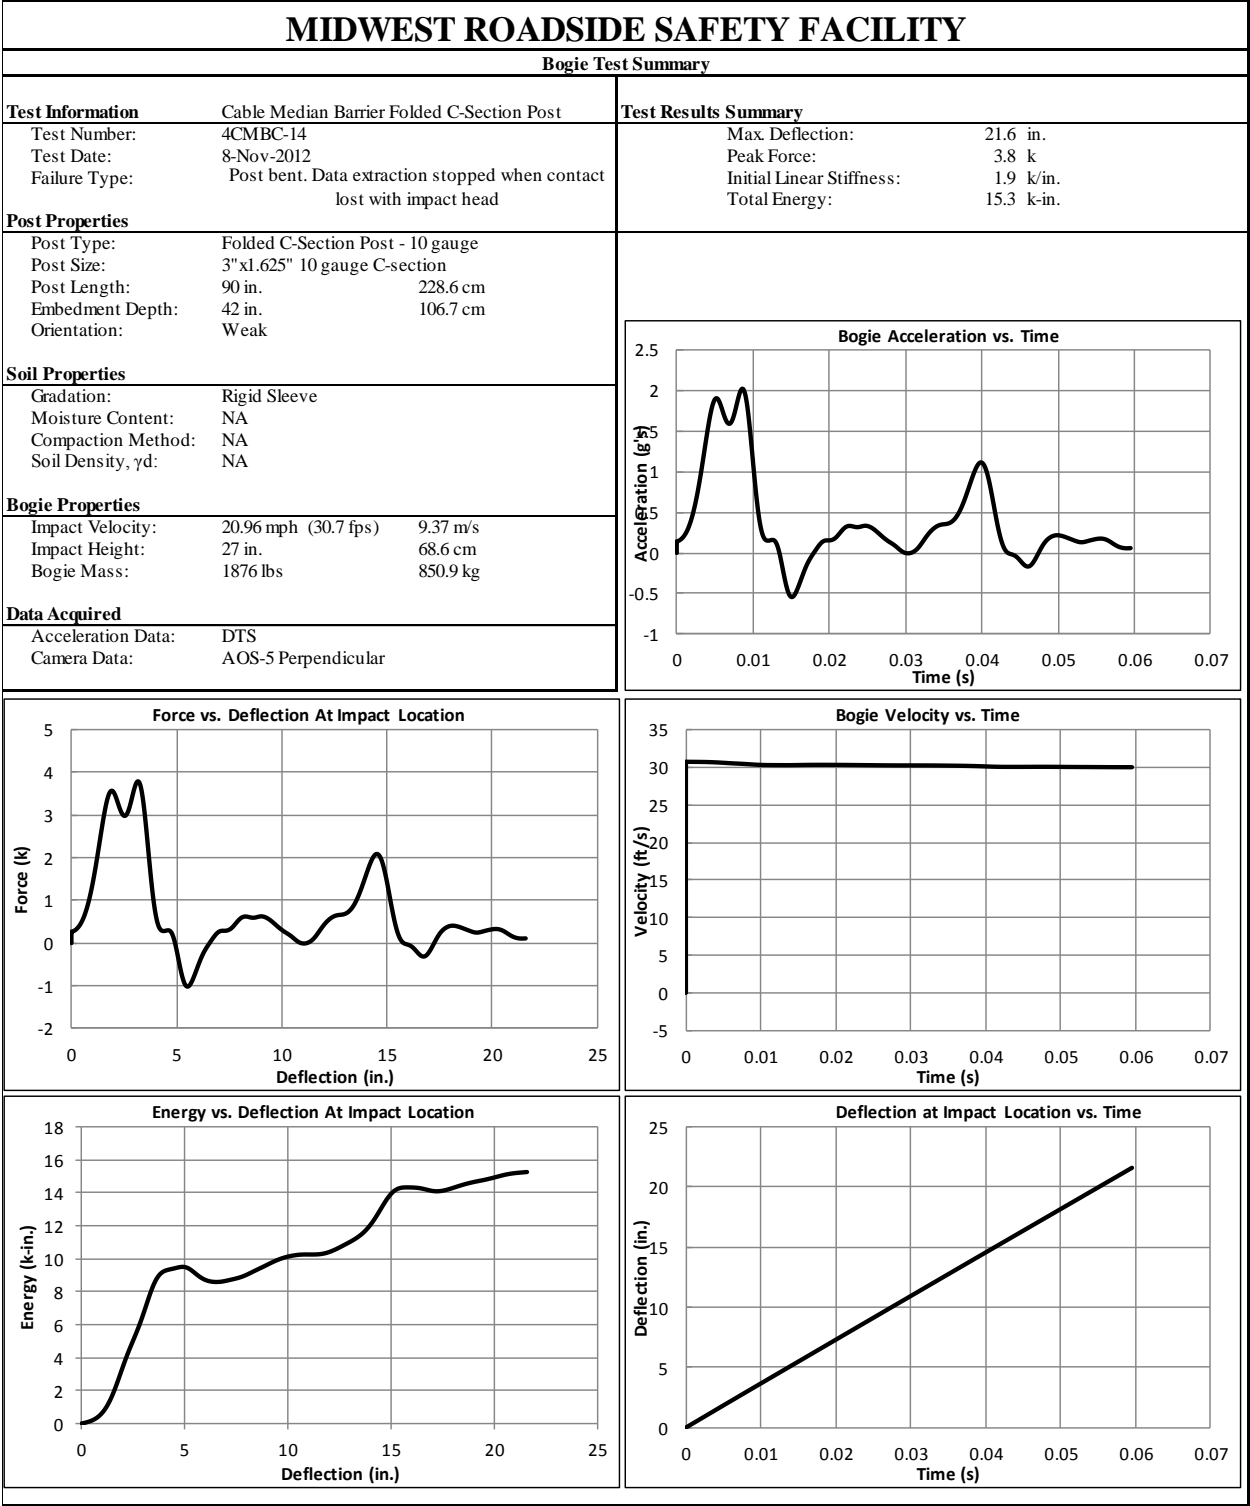 MIDWEST ROADSIDE SAFETY FACILITY
Bogie Test Summary
Test Information Cable Median Barrier Folded C-Section Post
Test Number: 4CMBC-14
Test Date: 8-Nov-2012
Failure Type: Post bent. Data extraction stopped when contact
lost with impact head
Post Properties
Post Type: Folded C-Section Post - 10 gauge
Post Size: 3"x1.625" 10 gauge C-section
Post Length: 90 in. 228.6 cm
Embedment Depth: 42 in. 106.7 cm
Orientation: Weak
Soil Properties
Gradation: Rigid Sleeve
Moisture Content: NA
Compaction Method: NA
Soil Density, γd: NA
Bogie Properties
Impact Velocity: 20.96 mph (30.7 fps) 9.37 m/s
Impact Height: 27 in. 68.6 cm
Bogie Mass: 1876 lbs 850.9 kg
Data Acquired
Acceleration Data: DTS
Camera Data: AOS-5 Perpendicular
Test Results Summary
Max. Deflection: 21.6 in.
Peak Force: 3.8 k
Initial Linear Stiffness: 1.9 k/in.
Total Energy: 15.3 k-in.
Bogie Acceleration vs. Time
Acceleration (g's)
2.5
2
1.5
1
0.5
0
-0.5
-1
0 0.01 0.02 0.03 0.04 0.05 0.06 0.07
Time (s)
Force vs. Deflection At Impact Location
Force (k)
5
4
3
2
1
0
-1
-2
0 5 10 15 20 25
Deflection (in.)
Bogie Velocity vs. Time
Velocity (ft/s)
35
30
25
20
15
10
5
0
-5
0 0.01 0.02 0.03 0.04 0.05 0.06 0.07
Time (s)
Energy vs. Deflection At Impact Location
Energy (k-in.)
18
16
14
12
10
8
6
4
2
0
0 5 10 15 20 25
Deflection (in.)
Deflection at Impact Location vs. Time
Deflection (in.)
25
20
15
10
5
0
0 0.01 0.02 0.03 0.04 0.05 0.06 0.07
Time (s)